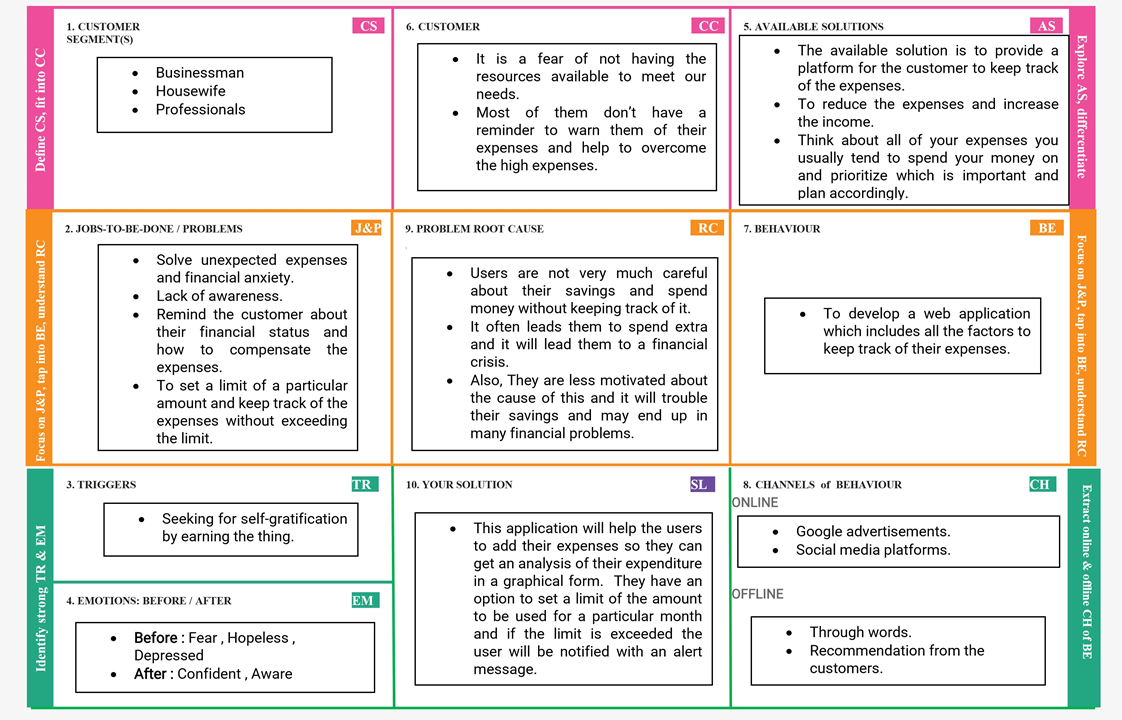 Define CS, fit into CC
1. CUSTOMER
SEGMENT(S)
CS
• Businessman
• Housewife
• Professionals
6. CUSTOMER
CC
• It is a fear of not having the
resources available to meet our
needs.
• Most of them don’t have a
reminder to warn them of their
expenses and help to overcome
the high expenses.
5. AVAILABLE SOLUTIONS
AS
• The available solution is to provide a
platform for the customer to keep track
of the expenses.
• To reduce the expenses and increase
the income.
• Think about all of your expenses you
usually tend to spend your money on
and prioritize which is important and
plan accordingly.
Explore AS, differentiate
Focus on J&P, tap into BE, understand RC
2. JOBS-TO-BE-DONE / PROBLEMS
J&P
• Solve unexpected expenses
and financial anxiety.
• Lack of awareness.
• Remind the customer about
their financial status and
how to compensate the
expenses.
• To set a limit of a particular
amount and keep track of the
expenses without exceeding
the limit.
9. PROBLEM ROOT CAUSE
RC
• Users are not very much careful
about their savings and spend
money without keeping track of it.
• It often leads them to spend extra
and it will lead them to a financial
crisis.
• Also, They are less motivated about
the cause of this and it will trouble
their savings and may end up in
many financial problems.
7. BEHAVIOUR
BE
• To develop a web application
which includes all the factors to
keep track of their expenses.
Focus on J&P, tap into BE, understand RC
Identify strong TR & EM
3. TRIGGERS
TR
• Seeking for self-gratification
by earning the thing.
4. EMOTIONS: BEFORE / AFTER
EM
• Before : Fear , Hopeless ,
Depressed
• After : Confident , Aware
10. YOUR SOLUTION
SL
• This application will help the users
to add their expenses so they can
get an analysis of their expenditure
in a graphical form. They have an
option to set a limit of the amount
to be used for a particular month
and if the limit is exceeded the
user will be notified with an alert
message.
8. CHANNELS of BEHAVIOUR
CH
ONLINE
• Google advertisements.
• Social media platforms.
OFFLINE
• Through words.
• Recommendation from the
customers.
Extract online & offline CH of BE